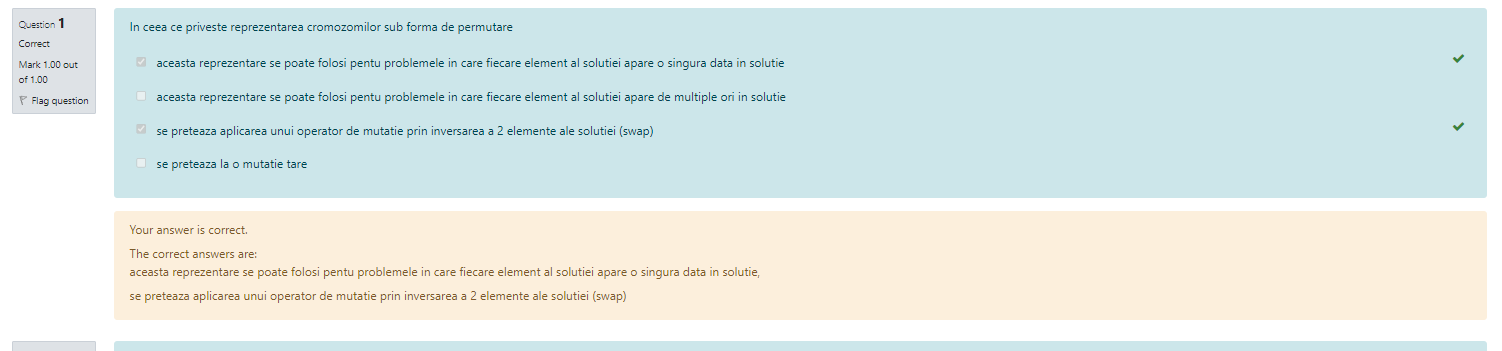 Question 1
Correct
Mark 1.00 out
of 1.00
Flag question
In ceea ce priveste reprezentarea cromozomilor sub forma de permutare
aceasta reprezentare se poate folosi pentu problemele in care fiecare element al solutiei apare o singura data in solutie
aceasta reprezentare se poate folosi pentu problemele in care fiecare element al solutiei apare de multiple ori in solutie
se preteaza aplicarea unui operator de mutatie prin inversarea a 2 elemente ale solutiei (swap)
se preteaza la o mutatie tare
Your answer is correct.
The correct answers are:
aceasta reprezentare se poate folosi pentu problemele in care fiecare element al solutiei apare o singura data in solutie,
se preteaza aplicarea unui operator de mutatie prin inversarea a 2 elemente ale solutiei (swap)